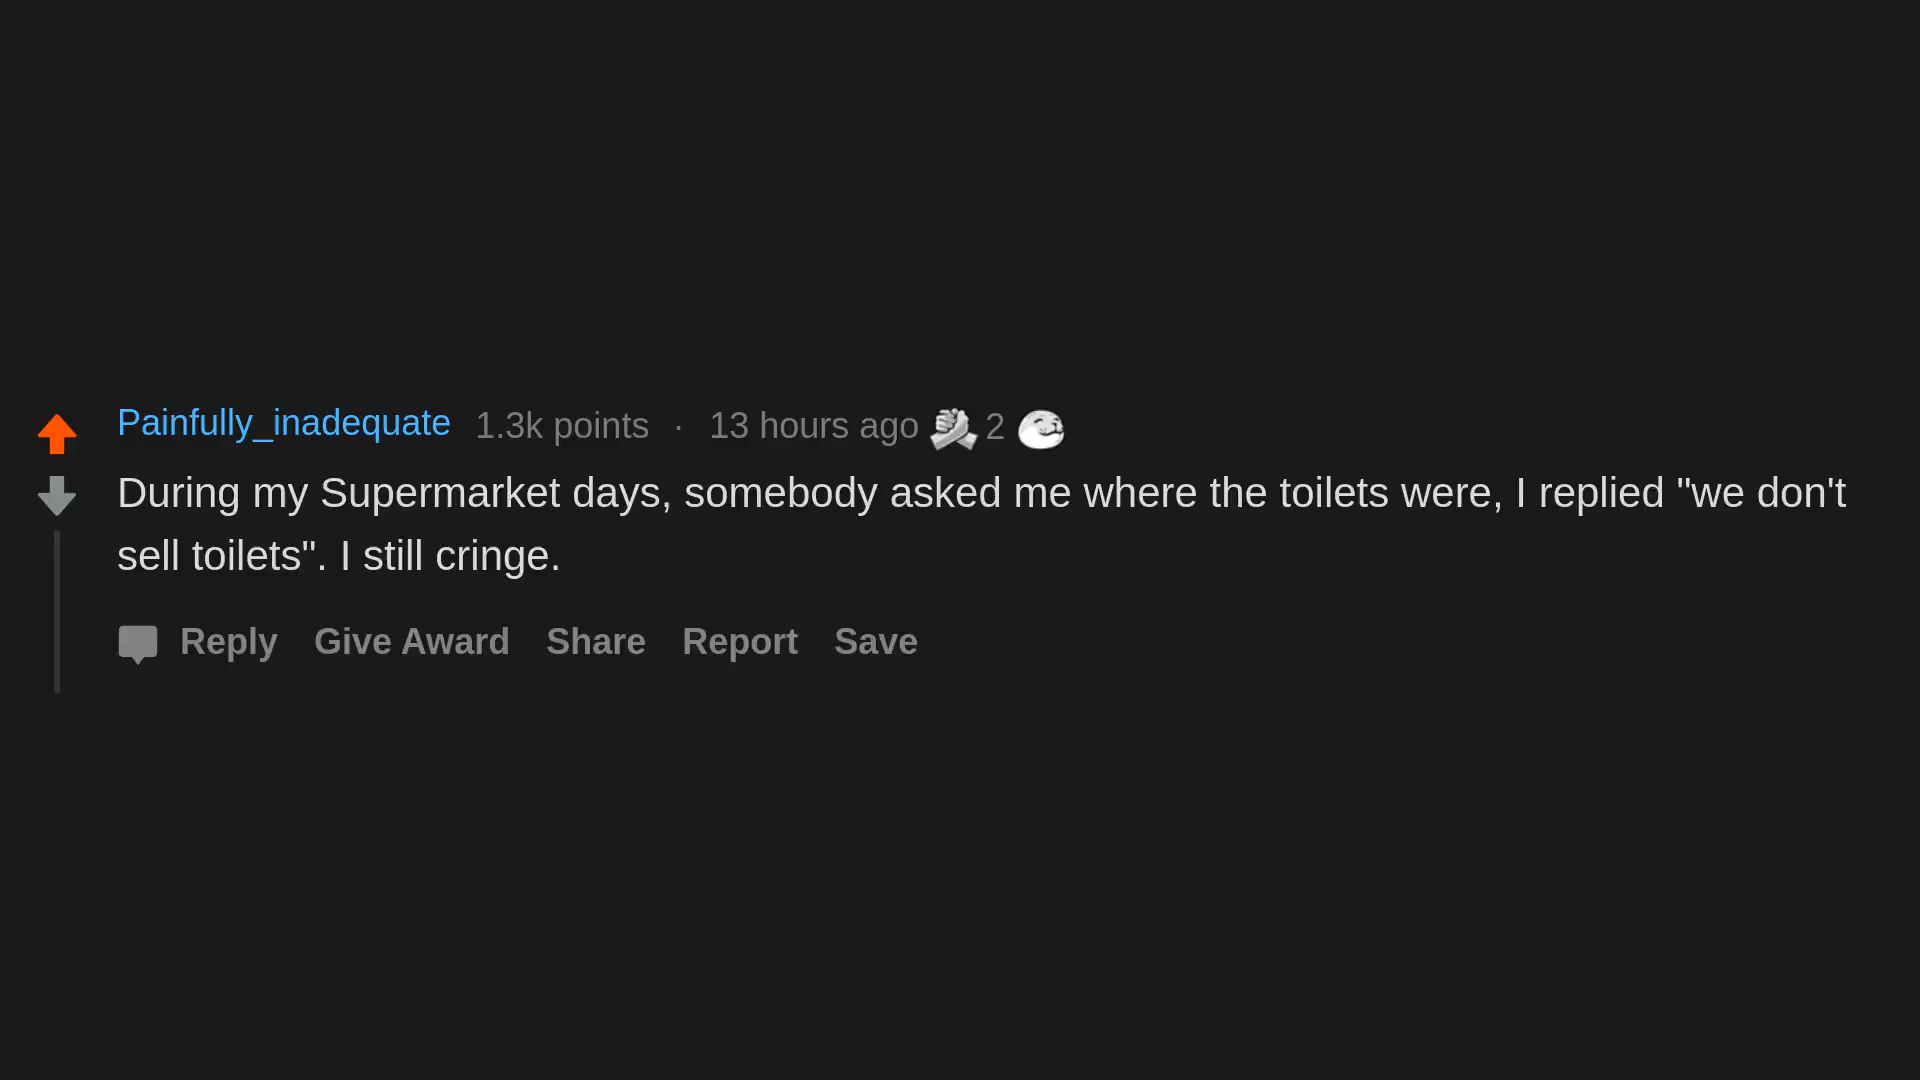 Painfully_inadequate 1.3k points · 13 hours ago 2
During my Supermarket days, somebody asked me where the toilets were, I replied "we don't
sell toilets". I still cringe.
Reply Give Award Share Report Save